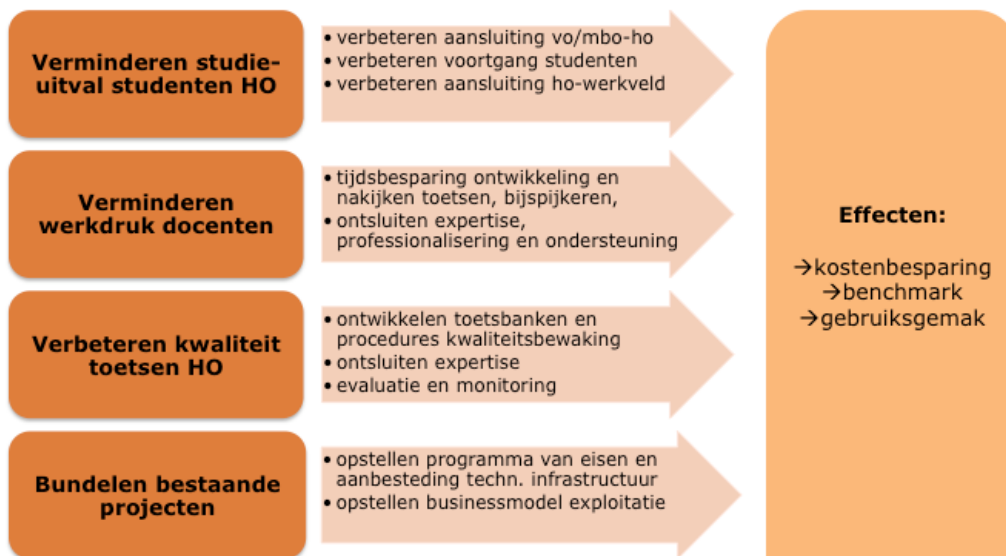 Verminderen studie-
uitval studenten HO
• verbeteren aansluiting vo/mbo-ho
• verbeteren voortgang studenten
• verbeteren aansluiting ho-werkveld
Verminderen
werkdruk docenten
• tijdsbesparing ontwikkeling en
nakijken toetsen, bijspijkeren,
• ontsluiten expertise,
professionalisering en ondersteuning
Verbeteren kwaliteit
toetsen HO
• ontwikkelen toetsbanken en
procedures kwaliteitsbewaking
• ontsluiten expertise
• evaluatie en monitoring
Bundelen bestaande
projecten
• opstellen programma van eisen en
aanbesteding techn. infrastructuur
• opstellen businessmodel exploitatie
Effecten:
→kostenbesparing
→benchmark
→gebruiksgemak